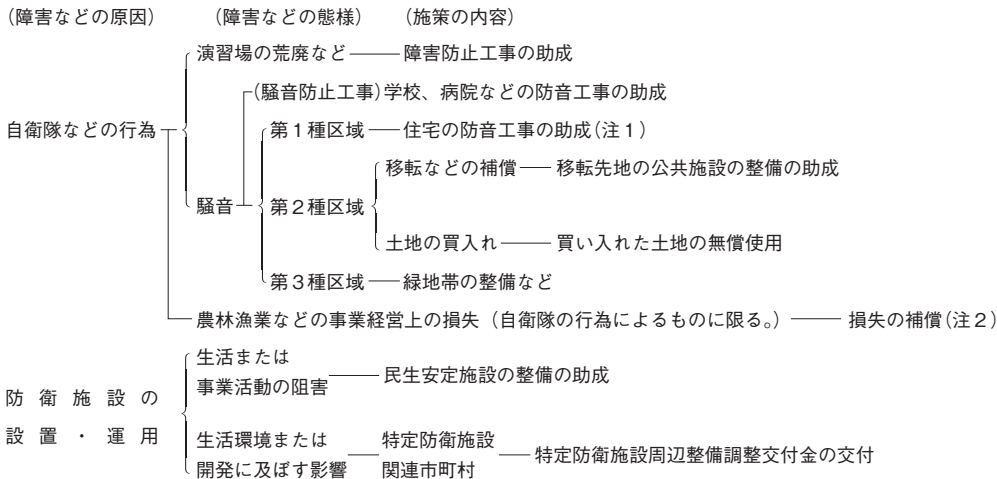 （障害などの原因） （障害などの態様） （施策の内容）
演習場の荒廃など 障害防止工事の助成
（騒音防止工事）学校、病院などの防音工事の助成
自衛隊などの行為 第１種区域 住宅の防音工事の助成（注１）
移転などの補償 移転先地の公共施設の整備の助成
騒音 第２種区域
土地の買入れ 買い入れた土地の無償使用
第３種区域 緑地帯の整備など
農林漁業などの事業経営上の損失（自衛隊の行為によるものに限る。） 損失の補償（注２）
生活または
事業活動の阻害 民生安定施設の整備の助成
防衛施設の
設置・運用
生活環境または
開発に及ぼす影響
特定防衛施設
関連市町村
特定防衛施設周辺整備調整交付金の交付